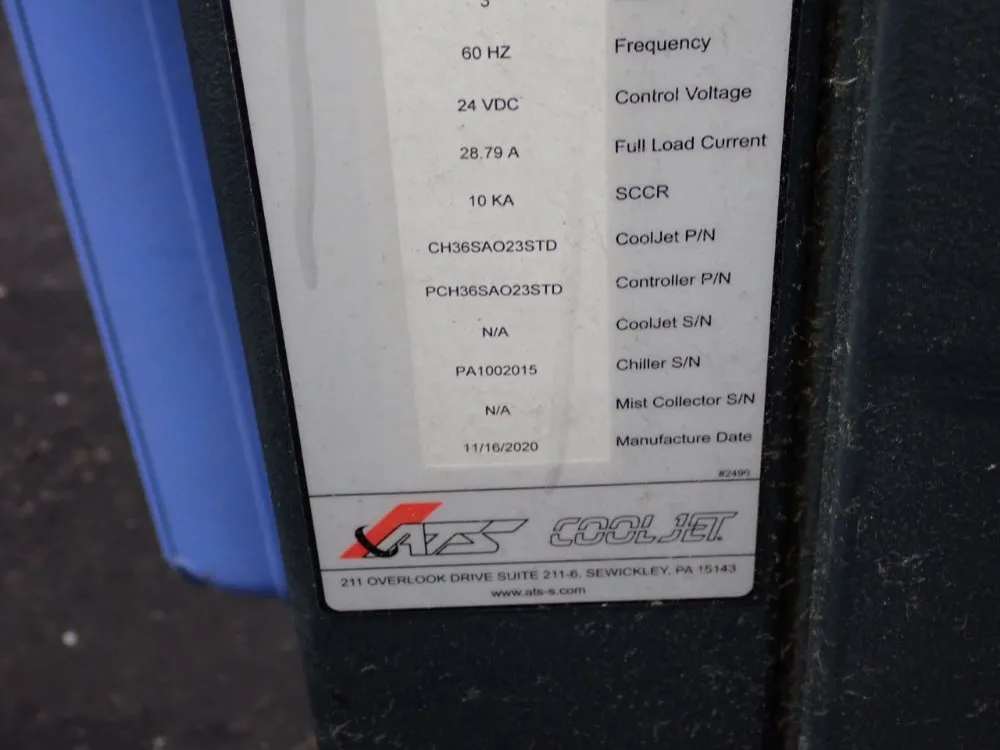 3
60 HZ Frequency
24 VDC Control Voltage
28.79 A Full Load Current
10 KA SCCR
CH36SAO23STD CoolJet P/N
PCH36SAO23STD Controller P/N
N/A CoolJet S/N
PA1002015 Chiller S/N
N/A Mist Collector S/N
11/16/2020 Manufacture Date
ATS COOLJET
211 OVERLOOK DRIVE SUITE 211-6, SEWICKLEY, PA 15143
www.ats-s.com